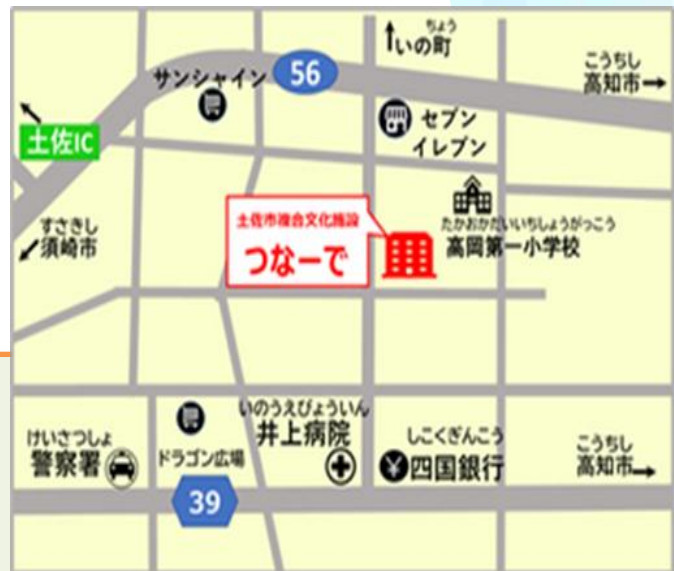 ちょう
いの町
こうちし
高知市
サンシャイン
56
セブン
イレブン
土佐IC
土佐市複合文化施設
つなーで
たかおかだいいちしょうがっこう
高岡第一小学校
すさきし
須崎市
いのうえびょういん
井上病院
けいさつしょ
警察署
ドラゴン広場
しこくぎんこう
四国銀行
こうちし
高知市
39